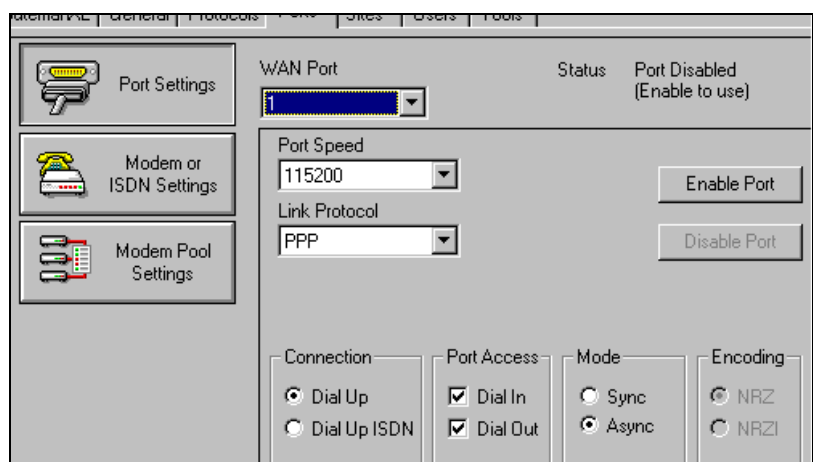 General Protocols Ports Sites Users Tools
Port Settings
Modem or
ISDN Settings
Modem Pool
Settings
WAN Port
1
Status
Port Disabled
(Enable to use)
Port Speed
115200
Link Protocol
PPP
Enable Port
Disable Port
Connection
Dial Up
Dial Up ISDN
Port Access
Dial In
Dial Out
Mode
Sync
Async
Encoding
NRZ
NRZI